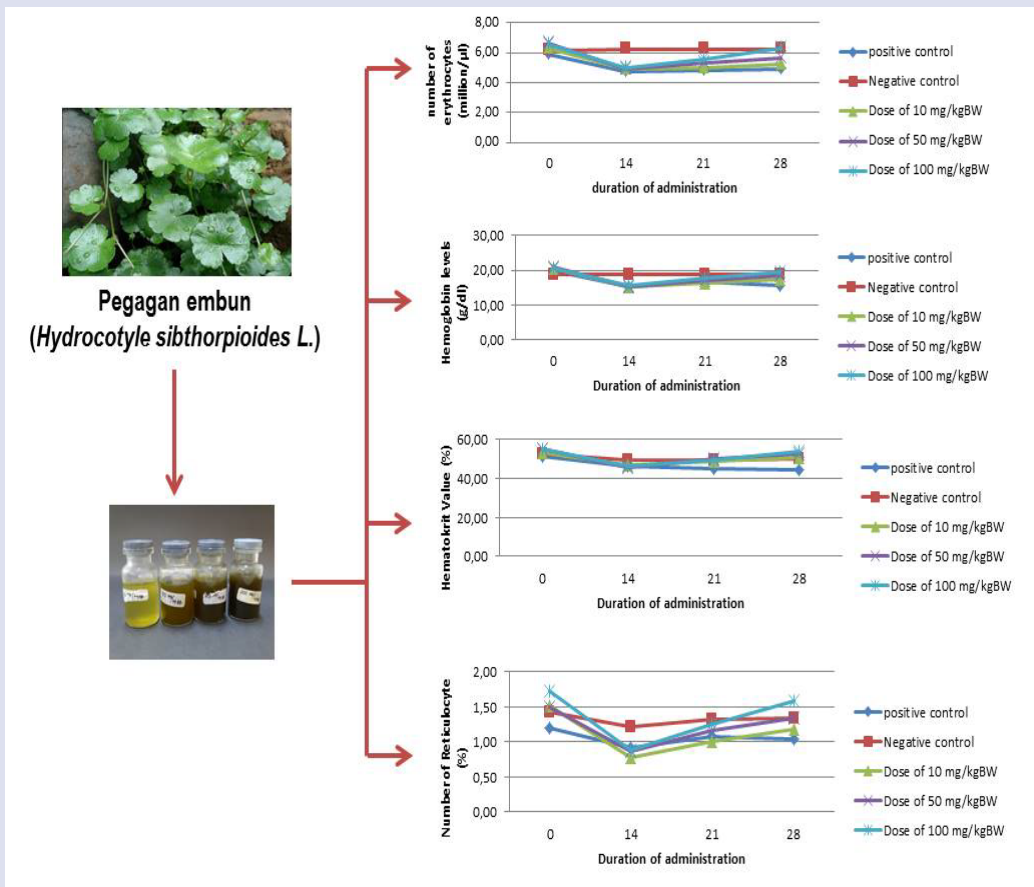 Pegagan embun
(Hydrocotyle sibthorpioides L.)
number of
erythrocytes
(million/µl)
8,00
6,00
4,00
2,00
0,00
0 14 21 28
duration of administration
positive control
Negative control
Dose of 10 mg/kgBW
Dose of 50 mg/kgBW
Dose of 100 mg/kgBW
Hemoglobin levels
(g/dl)
30,00
20,00
10,00
0,00
0 14 21 28
Duration of administration
positive control
Negative control
Dose of 10 mg/kgBW
Dose of 50 mg/kgBW
Dose of 100 mg/kgBW
Hematokrit Value (%)
60,00
40,00
20,00
0,00
0 14 21 28
Duration of administration
positive control
Negative control
Dose of 10 mg/kgBW
Dose of 50 mg/kgBW
Dose of 100 mg/kgBW
Number of Reticulocyte
(%)
2,00
1,50
1,00
0,50
0,00
0 14 21 28
Duration of administration
positive control
Negative control
Dose of 10 mg/kgBW
Dose of 50 mg/kgBW
Dose of 100 mg/kgBW